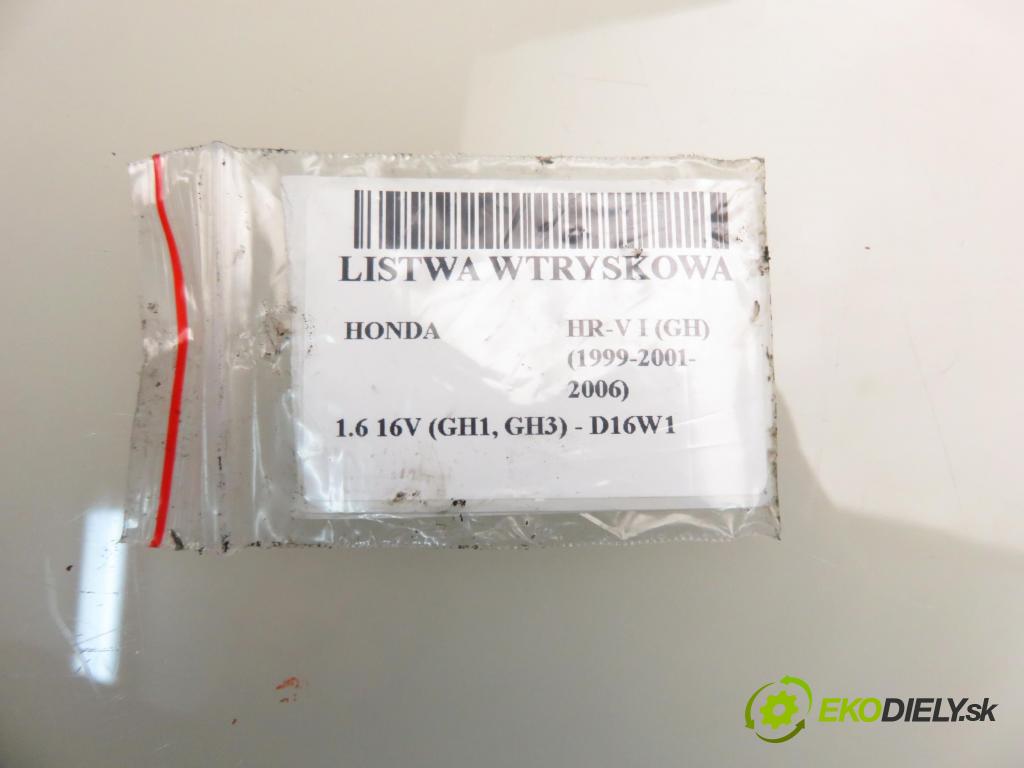 LISTWA WTRYSKOWA
HONDA HR-V I (GH)
(1999-2001-
2006)
1.6 16V (GH1, GH3) - D16W1
EKODIELY.sk